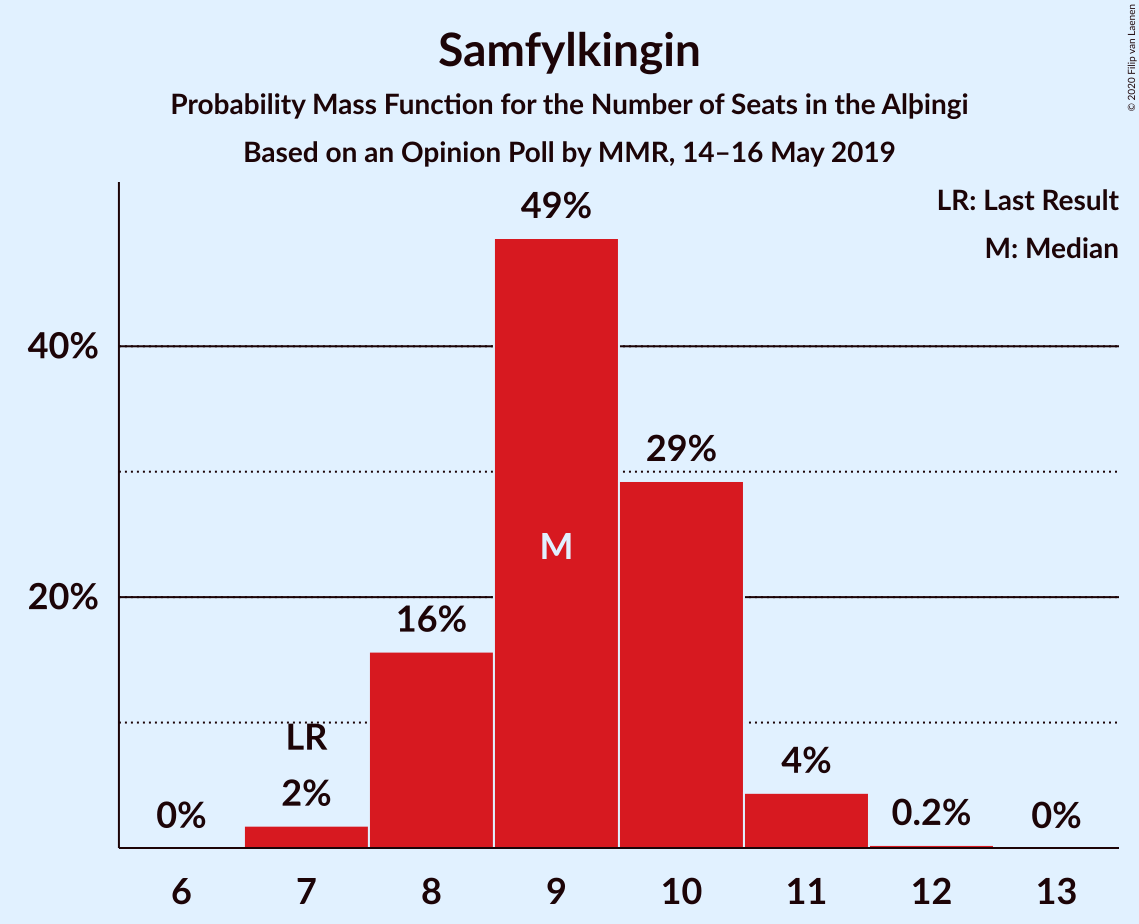 Samfylkingin
Probability Mass Function for the Number of Seats in the Alþingi
Based on an Opinion Poll by MMR, 14–16 May 2019
© 2020 Filip van Laenen
LR: Last Result
M: Median
49%
40%
29%
M
20%
16%
LR
2%
4%
0%
0.2%
0%
6 7 8 9 10 11 12 13